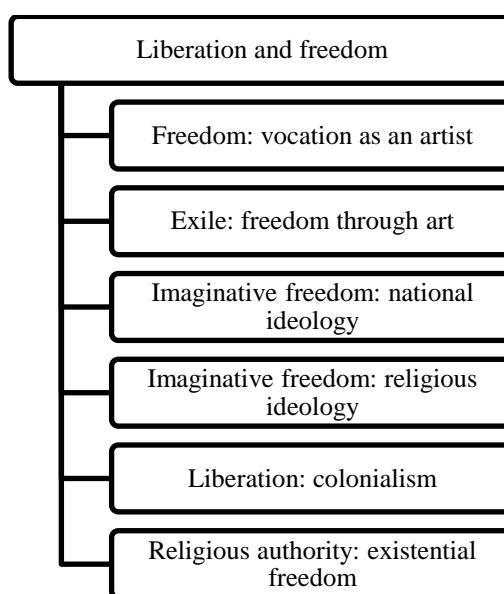 Liberation and freedom
Freedom: vocation as an artist
Exile: freedom through art
Imaginative freedom: national
ideology
Imaginative freedom: religious
ideology
Liberation: colonialism
Religious authority: existential
freedom